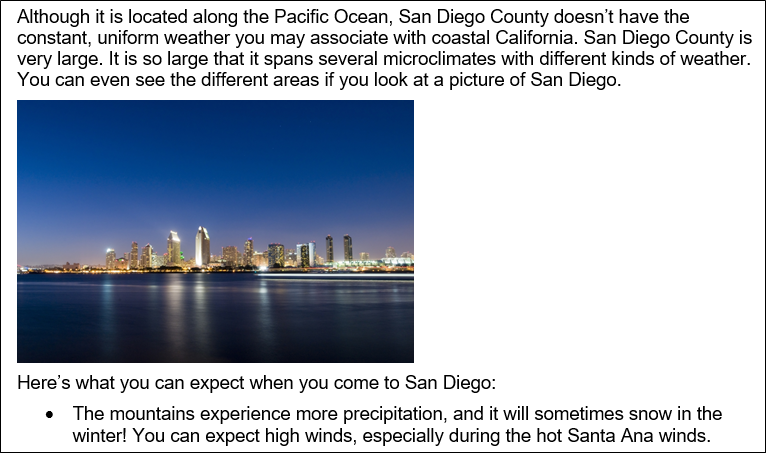 Although it is located along the Pacific Ocean, San Diego County doesn’t have the
constant, uniform weather you may associate with coastal California. San Diego County is
very large. It is so large that it spans several microclimates with different kinds of weather.
You can even see the different areas if you look at a picture of San Diego.
Here’s what you can expect when you come to San Diego:
• The mountains experience more precipitation, and it will sometimes snow in the
winter! You can expect high winds, especially during the hot Santa Ana winds.